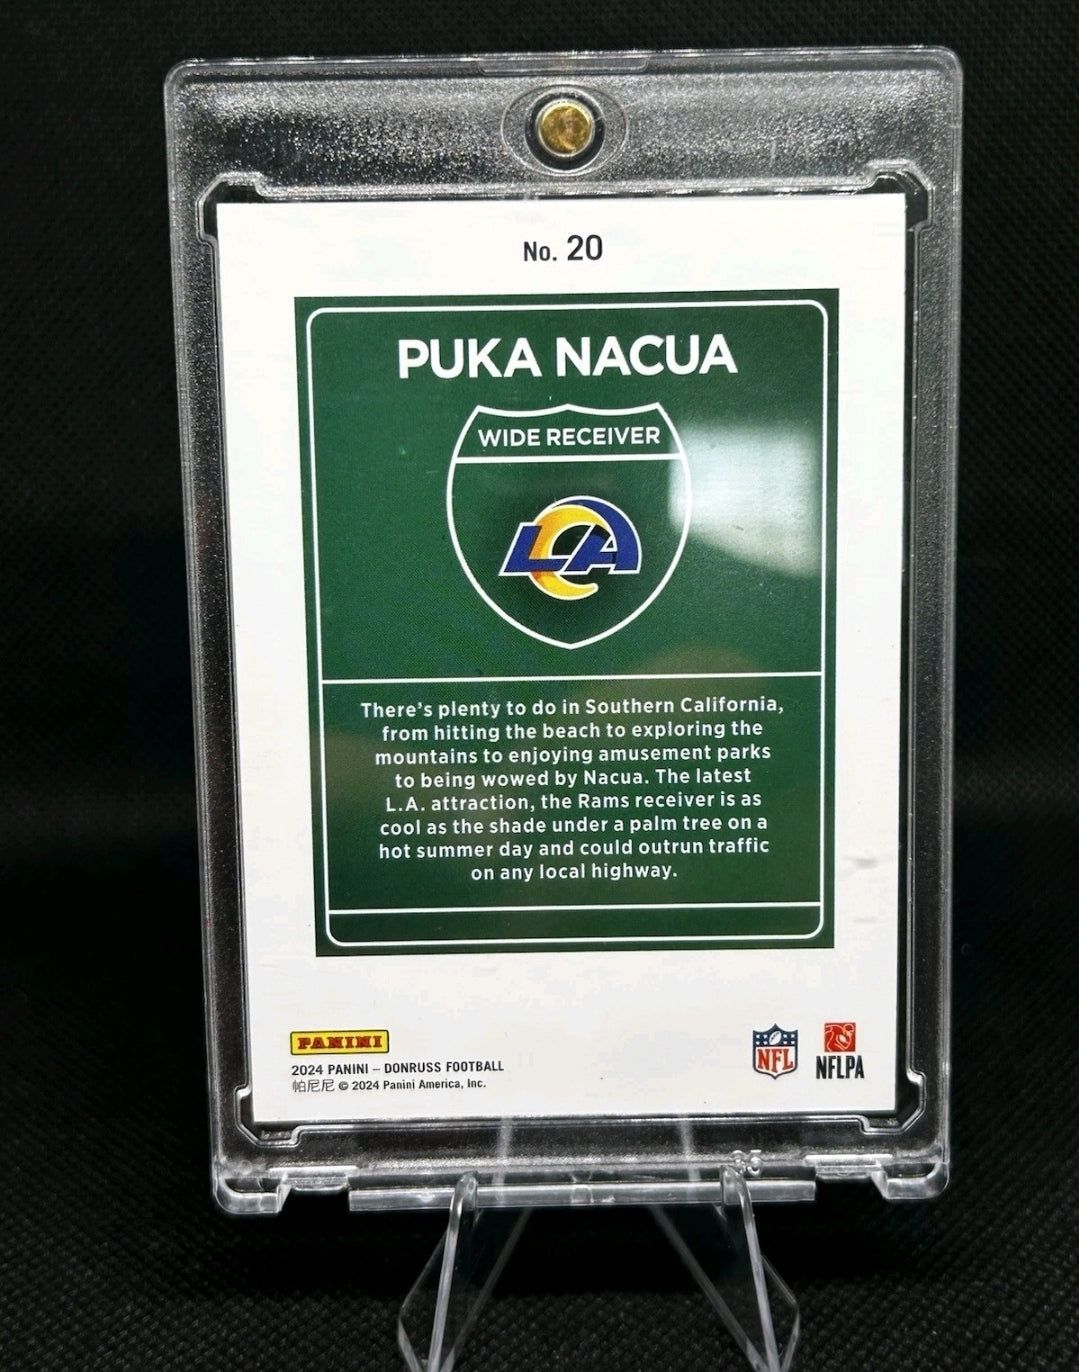 No. 20
PUKA NACUA
WIDE RECEIVER
LA
There's plenty to do in Southern California,
from hitting the beach to exploring the
mountains to enjoying amusement parks
to being wowed by Nacua. The latest
L.A. attraction, the Rams receiver is as
cool as the shade under a palm tree on a
hot summer day and could outrun traffic
on any local highway.
PANINI
2024 PANINI – DONRUSS FOOTBALL
帕尼尼 © 2024 Panini America, Inc.
NFL
NFLPA
35